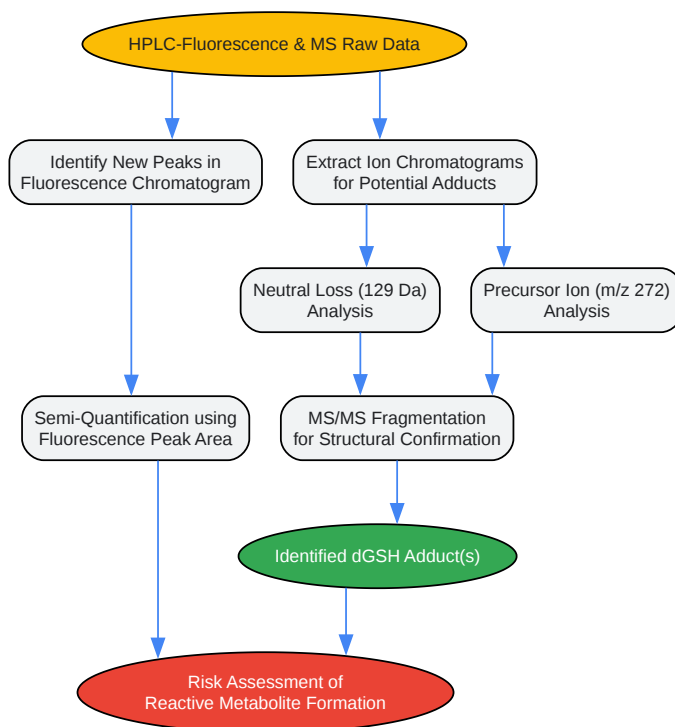 HPLC-Fluorescence & MS Raw Data
Identify New Peaks in
Fluorescence Chromatogram
Extract Ion Chromatograms
for Potential Adducts
Neutral Loss (129 Da)
Analysis
Precursor Ion (m/z 272)
Analysis
Semi-Quantification using
Fluorescence Peak Area
MS/MS Fragmentation
for Structural Confirmation
Identified dGSH Adduct(s)
Risk Assessment of
Reactive Metabolite Formation